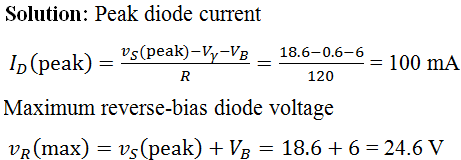 Solution: Peak diode current
I_D(peak) = (v_S(peak)−V_γ−V_B)/R = (18.6−0.6−6)/120 = 100 mA
Maximum reverse-bias diode voltage
v_R(max) = v_S(peak) + V_B = 18.6 + 6 = 24.6 V